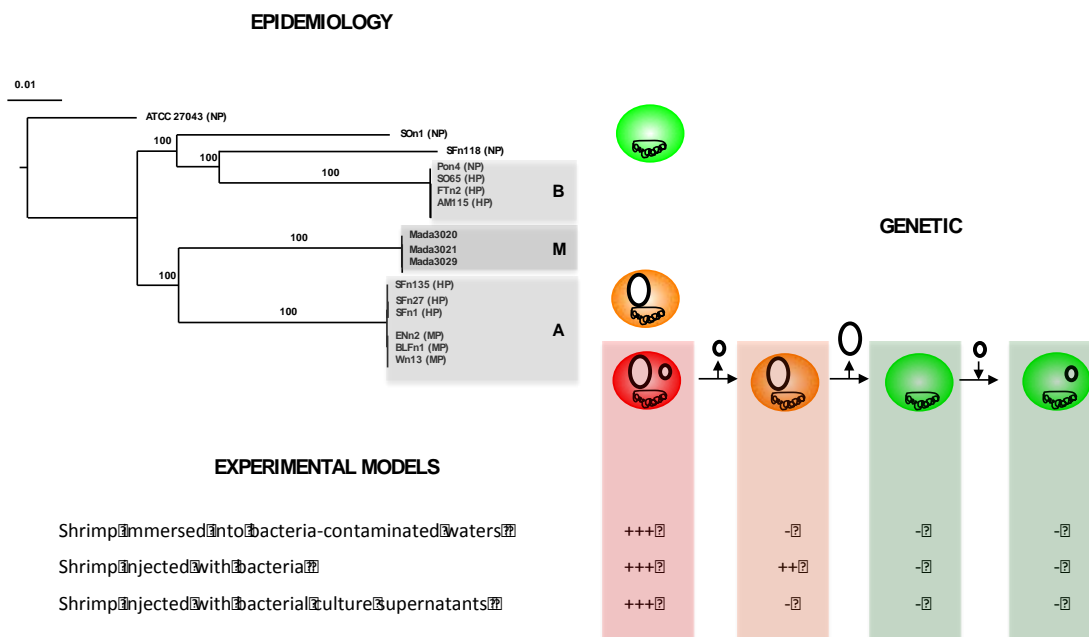 EPIDEMIOLOGY
0.01
ATCC 27043 (NP)
100
SOn1 (NP)
100
SFn118 (NP)
100
Pon4 (NP)
SO65 (HP)
FTn2 (HP)
AM115 (HP)
B
GENETIC
100
Mada3020
Mada3021
Mada3029
M
100
SFn135 (HP)
SFn27 (HP)
SFn1 (HP)
100
A
ENn2 (MP)
BLFn1 (MP)
Wn13 (MP)
EXPERIMENTAL MODELS
Shrimp immersed into bacteria-contaminated waters +++ - - -
Shrimp injected with bacteria +++ ++ - -
Shrimp injected with bacterial culture supernatants +++ - - -